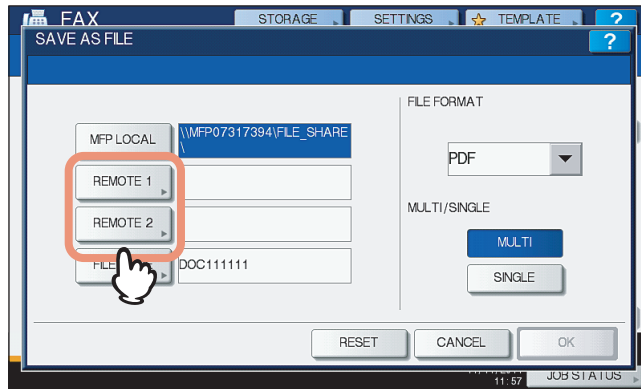 FAX
STORAGE
SETTINGS
TEMPLATE
?
SAVE AS FILE
?
FILE FORMAT
MFP LOCAL
\\MFP07317394\FILE_SHARE
\
PDF
REMOTE 1
REMOTE 2
MULTI/SINGLE
MULTI
DOC111111
SINGLE
RESET
CANCEL
OK
11:57
JOB STATUS